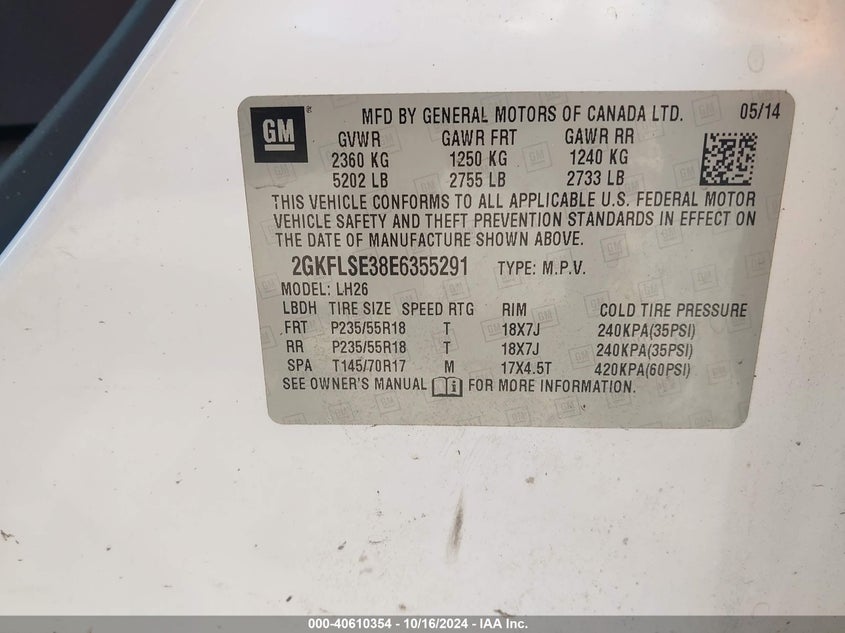 GM ® MFD BY GENERAL MOTORS OF CANADA LTD. 05/14
GVWR GAWR FRT GAWR RR
2360 KG 1250 KG 1240 KG
5202 LB 2755 LB 2733 LB
THIS VEHICLE CONFORMS TO ALL APPLICABLE U.S. FEDERAL MOTOR
VEHICLE SAFETY AND THEFT PREVENTION STANDARDS IN EFFECT ON
THE DATE OF MANUFACTURE SHOWN ABOVE.
2GKFLSE38E6355291 TYPE: M.P.V.
MODEL: LH26
LBDH TIRE SIZE SPEED RTG RIM COLD TIRE PRESSURE
FRT P235/55R18 T 18X7J 240KPA(35PSI)
RR P235/55R18 T 18X7J 240KPA(35PSI)
SPA T145/70R17 M 17X4.5T 420KPA(60PSI)
SEE OWNER'S MANUAL FOR MORE INFORMATION.
000-40610354 - 10/16/2024 - IAA Inc.